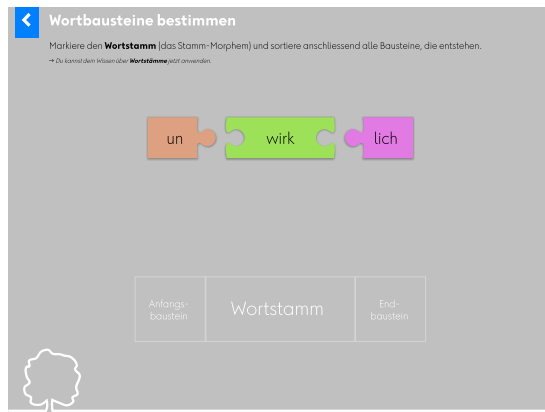 Wortbausteine bestimmen
Markiere den Wortstamm (das Stamm-Morphem) und sortiere anschliessend alle Bausteine, die entstehen.
→ Du kannst dein Wissen über Wortstämme jetzt anwenden.
un wirk lich
Anfangs-
baustein
Wortstamm
End-
baustein